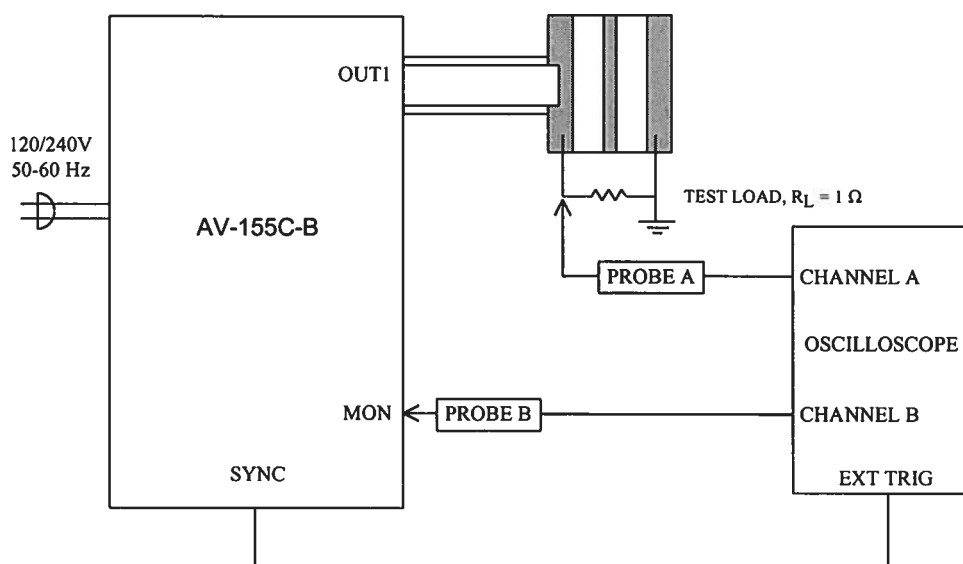 OUT1
120/240V
50-60 Hz
AV-155C-B
TEST LOAD, RL = 1 Ω
PROBE A
CHANNEL A
OSCILLOSCOPE
MON
PROBE B
CHANNEL B
SYNC
EXT TRIG